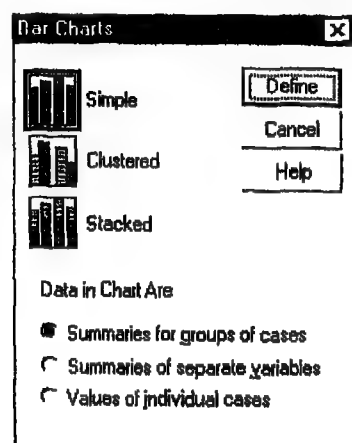 Bar Charts
Simple
Define
Cancel
Clustered
Help
Stacked
Data in Chart Are
Summaries for groups of cases
Summaries of separate variables
Values of individual cases